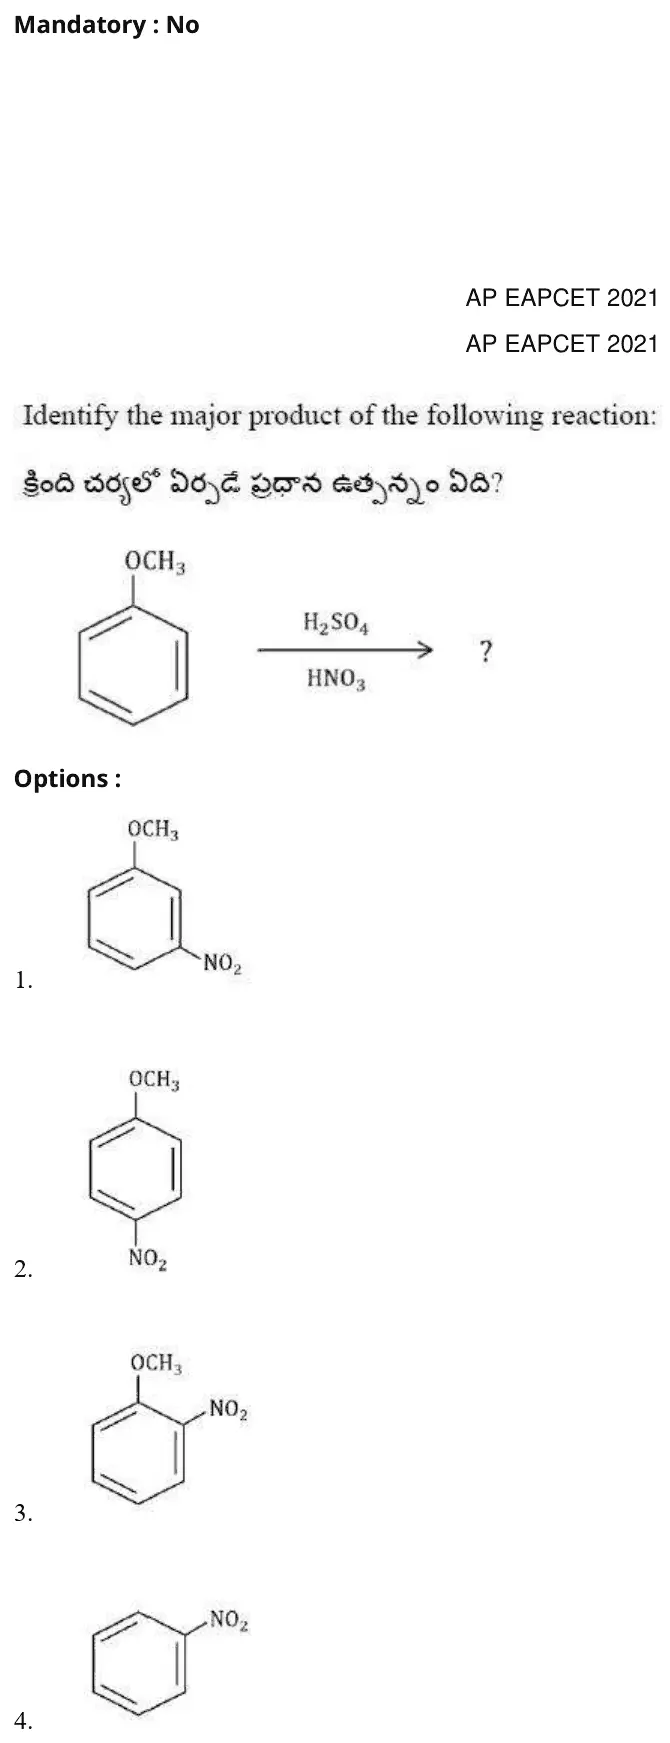 Mandatory : No
AP EAPCET 2021
AP EAPCET 2021
Identify the major product of the following reaction:
క్రింది చర్యలో ఏర్పడే ప్రధాన ఉత్పన్నం ఏది?
OCH₃
H₂SO₄
HNO₃
?
Options :
OCH₃
NO₂
1.
OCH₃
NO₂
2.
OCH₃
NO₂
3.
NO₂
4.